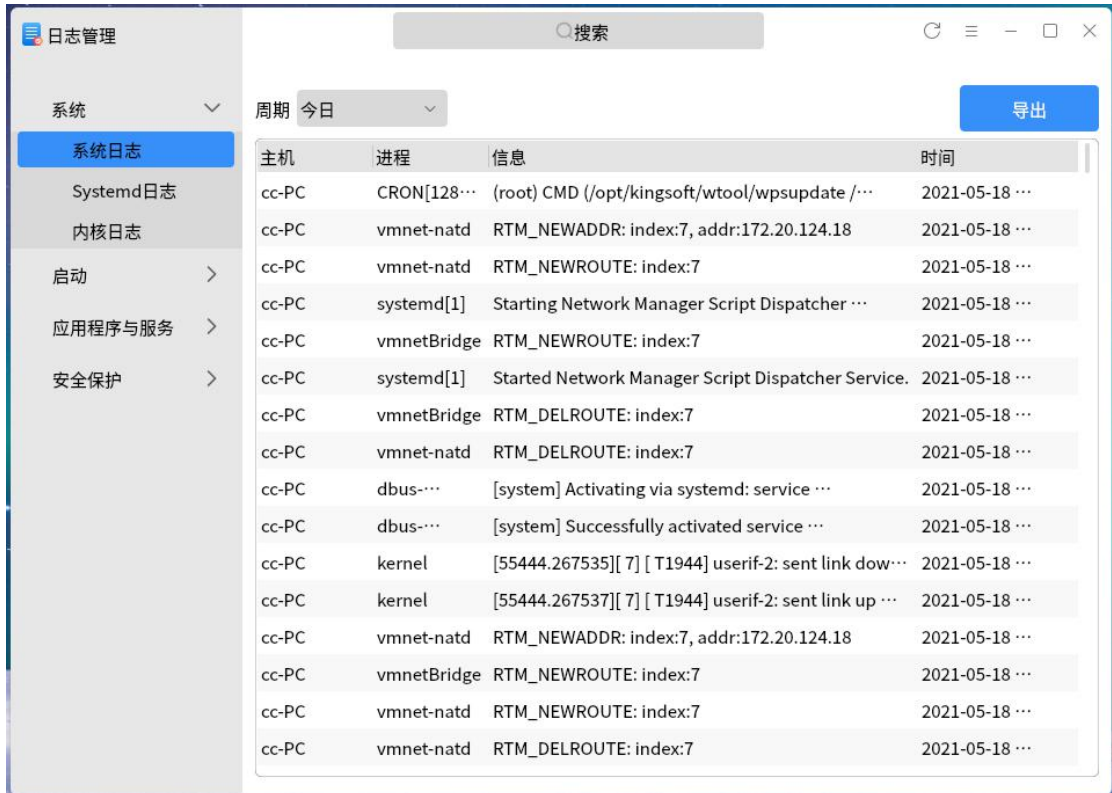 日志管理
搜索
系统
系统日志
Systemd日志
内核日志
启动
应用程序与服务
安全保护
周期 今日
导出
主机 进程 信息 时间
cc-PC CRON[128··· (root) CMD (/opt/kingsoft/wtool/wpsupdate /··· 2021-05-18 ···
cc-PC vmnet-natd RTM_NEWADDR: index:7, addr:172.20.124.18 2021-05-18 ···
cc-PC vmnet-natd RTM_NEWROUTE: index:7 2021-05-18 ···
cc-PC systemd[1] Starting Network Manager Script Dispatcher ··· 2021-05-18 ···
cc-PC vmnetBridge RTM_NEWROUTE: index:7 2021-05-18 ···
cc-PC systemd[1] Started Network Manager Script Dispatcher Service. 2021-05-18 ···
cc-PC vmnetBridge RTM_DELROUTE: index:7 2021-05-18 ···
cc-PC vmnet-natd RTM_DELROUTE: index:7 2021-05-18 ···
cc-PC dbus-··· [system] Activating via systemd: service ··· 2021-05-18 ···
cc-PC dbus-··· [system] Successfully activated service ··· 2021-05-18 ···
cc-PC kernel [55444.267535][ 7] [ T1944] userif-2: sent link dow··· 2021-05-18 ···
cc-PC kernel [55444.267537][ 7] [ T1944] userif-2: sent link up ··· 2021-05-18 ···
cc-PC vmnet-natd RTM_NEWADDR: index:7, addr:172.20.124.18 2021-05-18 ···
cc-PC vmnetBridge RTM_NEWROUTE: index:7 2021-05-18 ···
cc-PC vmnet-natd RTM_NEWROUTE: index:7 2021-05-18 ···
cc-PC vmnet-natd RTM_DELROUTE: index:7 2021-05-18 ···